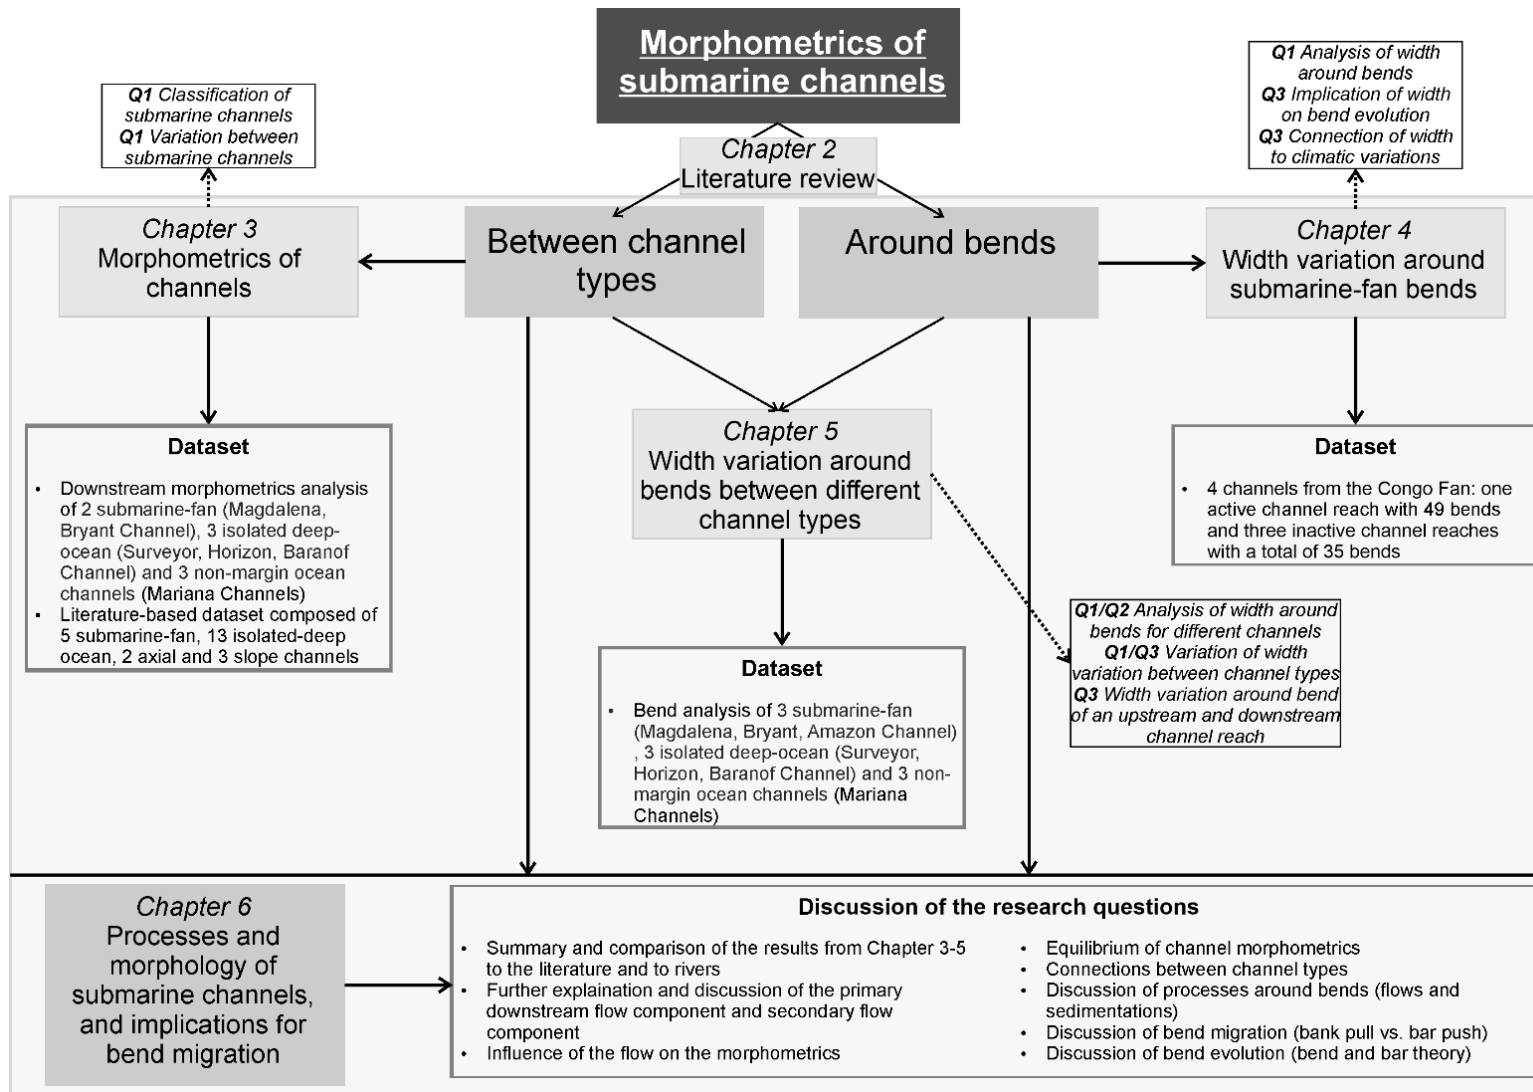 Morphometrics of
submarine channels
Chapter 2
Literature review
Q1 Classification of
submarine channels
Q1 Variation between
submarine channels
Q1 Analysis of width
around bends
Q3 Implication of width
on bend evolution
Q3 Connection of width
to climatic variations
Chapter 3
Morphometrics of
channels
Between channel
types
Around bends
Chapter 4
Width variation around
submarine-fan bends
Dataset
• Downstream morphometrics analysis
of 2 submarine-fan (Magdalena,
Bryant Channel), 3 isolated deep-
ocean (Surveyor, Horizon, Baranof
Channel) and 3 non-margin ocean
channels (Mariana Channels)
• Literature-based dataset composed of
5 submarine-fan, 13 isolated-deep
ocean, 2 axial and 3 slope channels
Chapter 5
Width variation around
bends between different
channel types
Dataset
• 4 channels from the Congo Fan: one
active channel reach with 49 bends
and three inactive channel reaches
with a total of 35 bends
Q1/Q2 Analysis of width around
bends for different channels
Q1/Q3 Variation of width
variation between channel types
Q3 Width variation around bend
of an upstream and downstream
channel reach
Dataset
• Bend analysis of 3 submarine-fan
(Magdalena, Bryant, Amazon Channel)
, 3 isolated deep-ocean (Surveyor,
Horizon, Baranof Channel) and 3 non-
margin ocean channels (Mariana
Channels)
Chapter 6
Processes and
morphology of
submarine channels,
and implications for
bend migration
Discussion of the research questions
• Summary and comparison of the results from Chapter 3-5
to the literature and to rivers
• Further explaination and discussion of the primary
downstream flow component and secondary flow
component
• Influence of the flow on the morphometrics
• Equilibrium of channel morphometrics
• Connections between channel types
• Discussion of processes around bends (flows and
sedimentations)
• Discussion of bend migration (bank pull vs. bar push)
• Discussion of bend evolution (bend and bar theory)